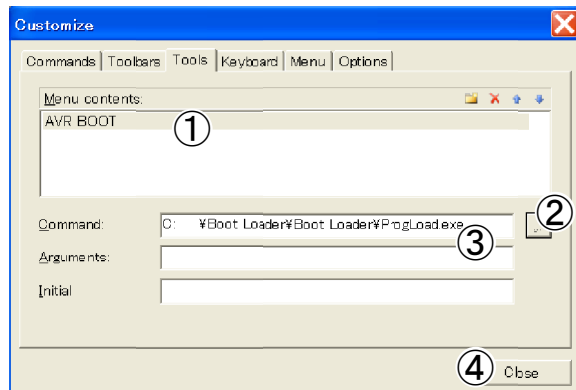 Customize
Commands Toolbars Tools Keyboard Menu Options
Menu contents:
AVR BOOT
①
②
Command: C: ¥Boot Loader¥Boot Loader¥ProgLoad.exe
③
Arguments:
Initial
④ Close